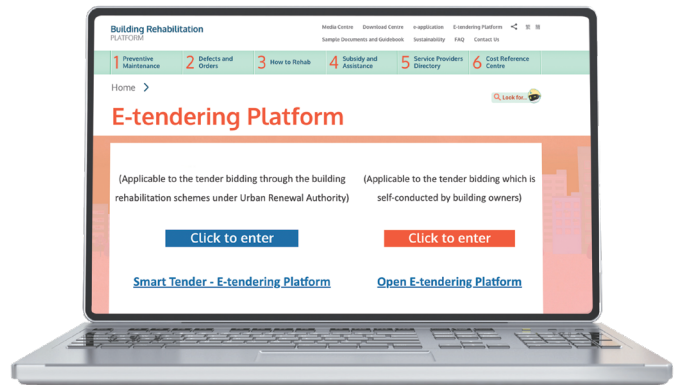 Building Rehabilitation
PLATFORM
Media Centre Download Centre e-application E-tendering Platform 繁 簡
Sample Documents and Guidebook Sustainability FAQ Contact Us
1 Preventive Maintenance
2 Defects and Orders
3 How to Rehab
4 Subsidy and Assistance
5 Service Providers Directory
6 Cost Reference Centre
Home >
Look for...
E-tendering Platform
(Applicable to the tender bidding through the building
rehabilitation schemes under Urban Renewal Authority)
Click to enter
Smart Tender - E-tendering Platform
(Applicable to the tender bidding which is
self-conducted by building owners)
Click to enter
Open E-tendering Platform